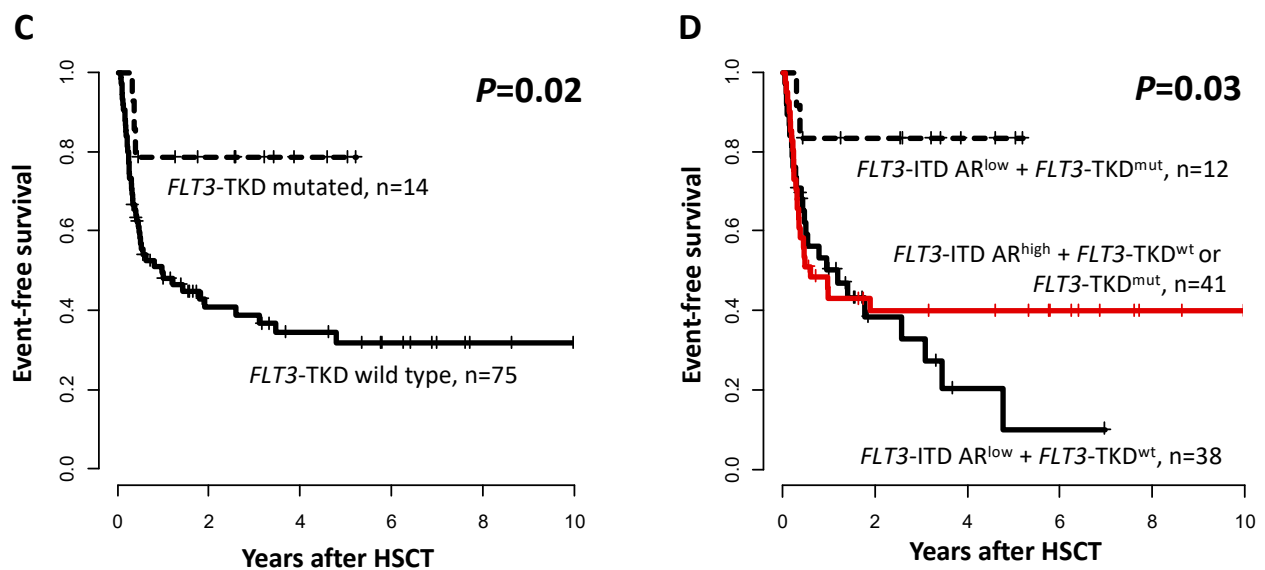 C
P=0.02
Event-free survival
1.0
0.8
0.6
0.4
0.2
0.0
FLT3-TKD mutated, n=14
FLT3-TKD wild type, n=75
0 2 4 6 8 10
Years after HSCT
D
P=0.03
Event-free survival
1.0
0.8
0.6
0.4
0.2
0.0
FLT3-ITD ARlow + FLT3-TKDmut, n=12
FLT3-ITD ARhigh + FLT3-TKDwt or
FLT3-TKDmut, n=41
FLT3-ITD ARlow + FLT3-TKDwt, n=38
0 2 4 6 8 10
Years after HSCT